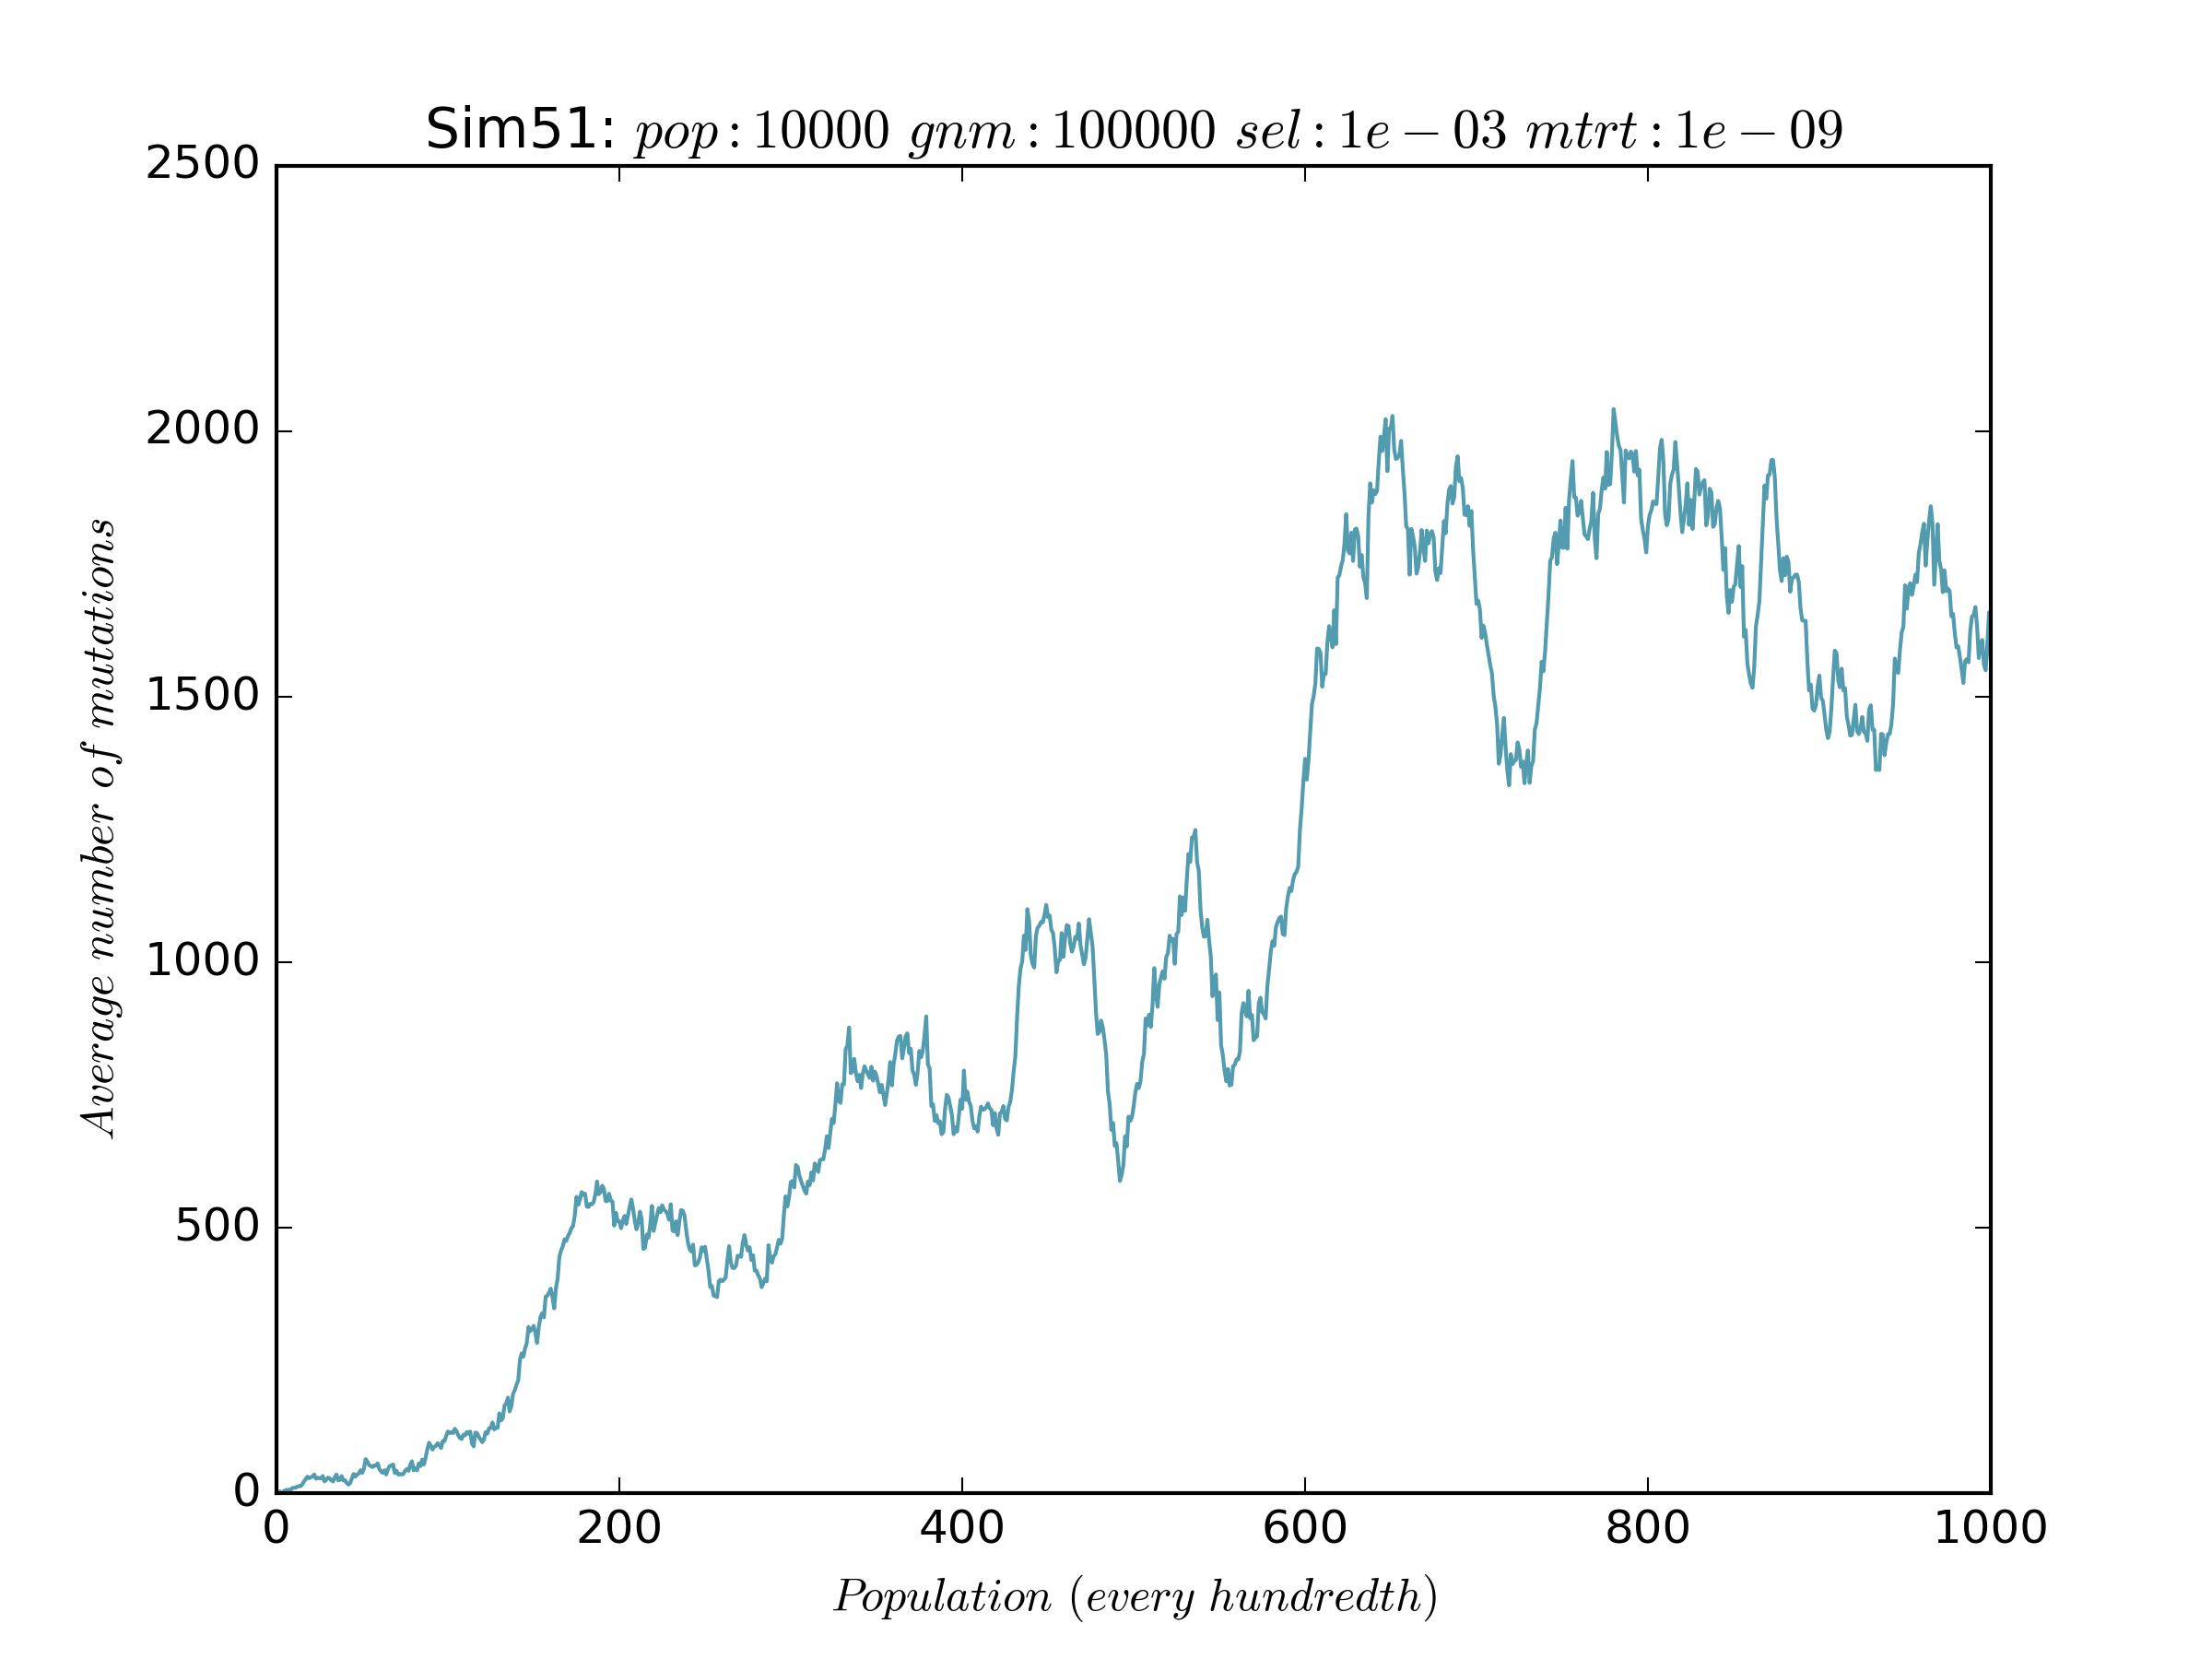 Sim51: pop : 10000 gnm : 100000 sel : 1e − 03 mtrt : 1e − 09
2500
2000
1500
1000
500
0
Average number of mutations
0 200 400 600 800 1000
Population (every hundredth)